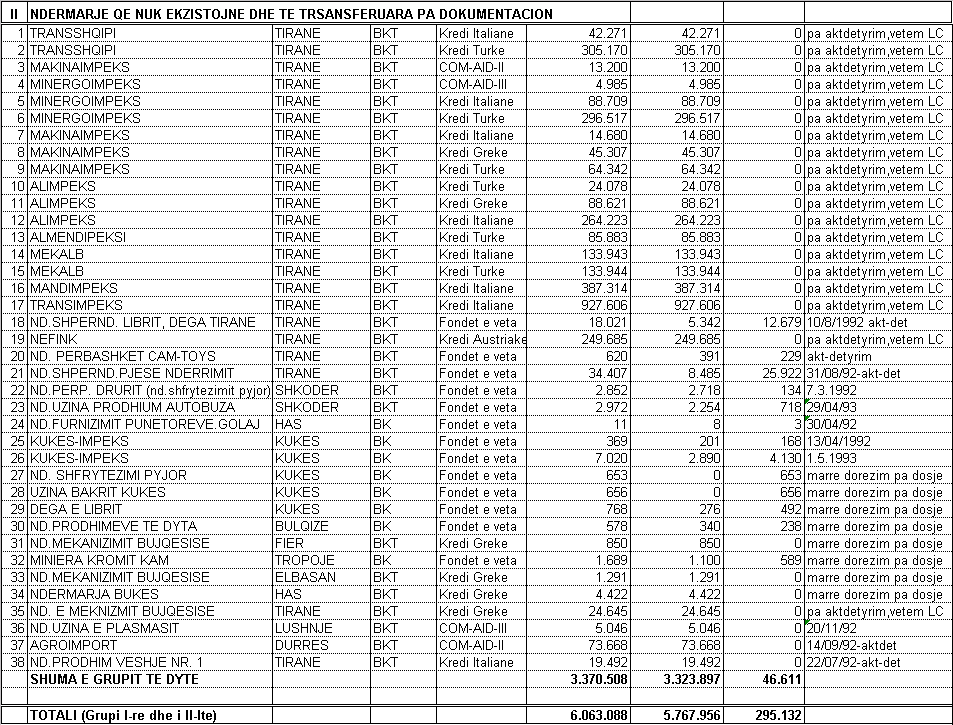 II NDERMARJE QE NUK EKZISTOJNE DHE TE TRSANSFERUARA PA DOKUMENTACION
1 TRANSSHQIPI TIRANE BKT Kredi Italiane 42.271 42.271 0 pa aktdetyrim,vetem LC
2 TRANSSHQIPI TIRANE BKT Kredi Turke 305.170 305.170 0 pa aktdetyrim,vetem LC
3 MAKINAIMPEKS TIRANE BKT COM-AID-II 13.200 13.200 0 pa aktdetyrim,vetem LC
4 MINERGOIMPEKS TIRANE BKT COM-AID-III 4.985 4.985 0 pa aktdetyrim,vetem LC
5 MINERGOIMPEKS TIRANE BKT Kredi Italiane 88.709 88.709 0 pa aktdetyrim,vetem LC
6 MINERGOIMPEKS TIRANE BKT Kredi Turke 296.517 296.517 0 pa aktdetyrim,vetem LC
7 MAKINAIMPEKS TIRANE BKT Kredi Italiane 14.680 14.680 0 pa aktdetyrim,vetem LC
8 MAKINAIMPEKS TIRANE BKT Kredi Greke 45.307 45.307 0 pa aktdetyrim,vetem LC
9 MAKINAIMPEKS TIRANE BKT Kredi Turke 64.342 64.342 0 pa aktdetyrim,vetem LC
10 ALIMPEKS TIRANE BKT Kredi Turke 24.078 24.078 0 pa aktdetyrim,vetem LC
11 ALIMPEKS TIRANE BKT Kredi Greke 88.621 88.621 0 pa aktdetyrim,vetem LC
12 ALIMPEKS TIRANE BKT Kredi Italiane 264.223 264.223 0 pa aktdetyrim,vetem LC
13 ALMENDIPEKSI TIRANE BKT Kredi Turke 85.883 85.883 0 pa aktdetyrim,vetem LC
14 MEKALB TIRANE BKT Kredi Italiane 133.943 133.943 0 pa aktdetyrim,vetem LC
15 MEKALB TIRANE BKT Kredi Turke 133.944 133.944 0 pa aktdetyrim,vetem LC
16 MANDIMPEKS TIRANE BKT Kredi Italiane 387.314 387.314 0 pa aktdetyrim,vetem LC
17 TRANSIMPEKS TIRANE BKT Kredi Italiane 927.606 927.606 0 pa aktdetyrim,vetem LC
18 ND.SHPERND. LIBRIT, DEGA TIRANE TIRANE BKT Fondet e veta 18.021 5.342 12.679 10/8/1992 akt-det
19 NEFINK TIRANE BKT Kredi Austriake 249.685 249.685 0 pa aktdetyrim,vetem LC
20 ND. PERBASHKET CAM-TOYS TIRANE BKT Fondet e veta 620 391 229 akt-detyrim
21 ND.SHPERND.PJESE NDERRIMIT TIRANE BKT Fondet e veta 34.407 8.485 25.922 31/08/92-akt-det
22 ND.PERP. DRURIT (nd.shfrytezimit pyjor) SHKODER BKT Fondet e veta 2.852 2.718 134 7.3.1992
23 ND.UZINA PRODHIUM AUTOBUZA SHKODER BKT Fondet e veta 2.972 2.254 718 29/04/93
24 ND.FURNIZIMIT PUNETOREVE.GOLAJ HAS BK Fondet e veta 11 8 3 30/04/92
25 KUKES-IMPEKS KUKES BK Fondet e veta 369 201 168 13/04/1992
26 KUKES-IMPEKS KUKES BK Fondet e veta 7.020 2.890 4.130 1.5.1993
27 ND. SHFRYTEZIMI PYJOR KUKES BK Fondet e veta 653 0 653 marre dorezim pa dosje
28 UZINA BAKRIT KUKES KUKES BK Fondet e veta 656 0 656 marre dorezim pa dosje
29 DEGA E LIBRIT KUKES BK Fondet e veta 768 276 492 marre dorezim pa dosje
30 ND.PRODHIMEVE TE DYTA BULQIZE BK Fondet e veta 578 340 238 marre dorezim pa dosje
31 ND.MEKANIZIMIT BUJQESISE FIER BKT Kredi Greke 850 850 0 marre dorezim pa dosje
32 MINIERA KROMIT KAM TROPOJE BK Fondet e veta 1.689 1.100 589 marre dorezim pa dosje
33 ND.MEKANIZIMIT BUJQESISE ELBASAN BKT Kredi Greke 1.291 1.291 0 marre dorezim pa dosje
34 NDERMARJA BUKES HAS BKT Kredi Greke 4.422 4.422 0 marre dorezim pa dosje
35 ND. E MEKNIZMIT BUJQESISE TIRANE BKT Kredi Greke 24.645 24.645 0 pa aktdetyrim,vetem LC
36 ND.UZINA E PLASMASIT LUSHNJE BKT COM-AID-III 5.046 5.046 0 20/11/92
37 AGROIMPORT DURRES BKT COM-AID-II 73.668 73.668 0 14/09/92-aktdet
38 ND.PRODHIM VESHJE NR. 1 TIRANE BKT Kredi Italiane 19.492 19.492 0 22/07/92-akt-det
SHUMA E GRUPIT TE DYTE 3.370.508 3.323.897 46.611
TOTALI (Grupi I-re dhe i II-Ite) 6.063.088 5.767.956 295.132